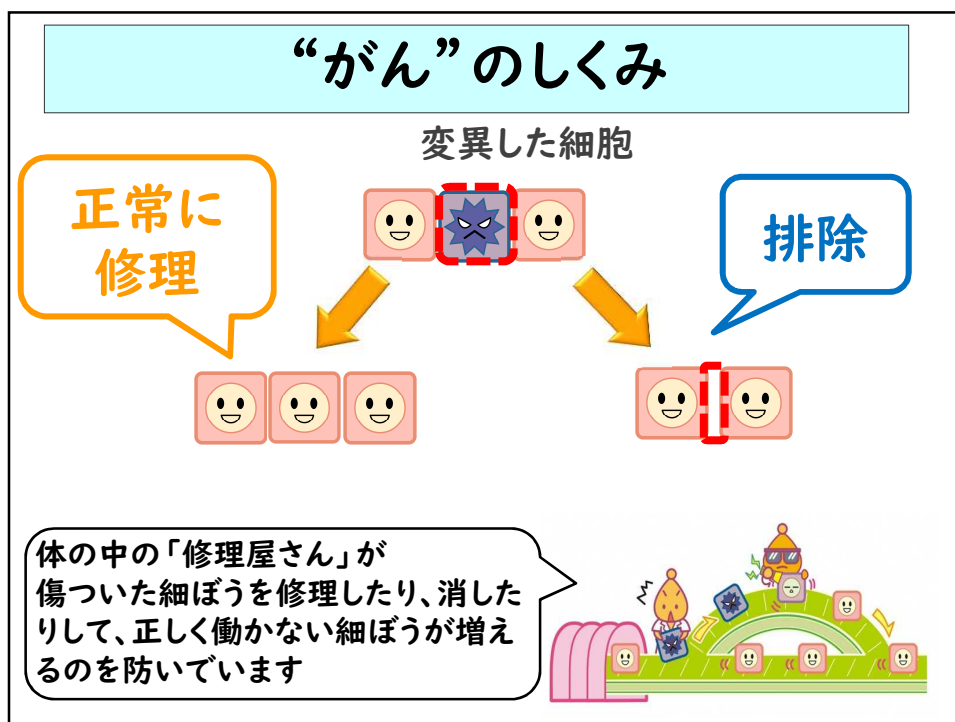 “がん”のしくみ
変異した細胞
正常に
修理
排除
体の中の「修理屋さん」が
傷ついた細ぼうを修理したり、消した
りして、正しく働かない細ぼうが増え
るのを防いでいます